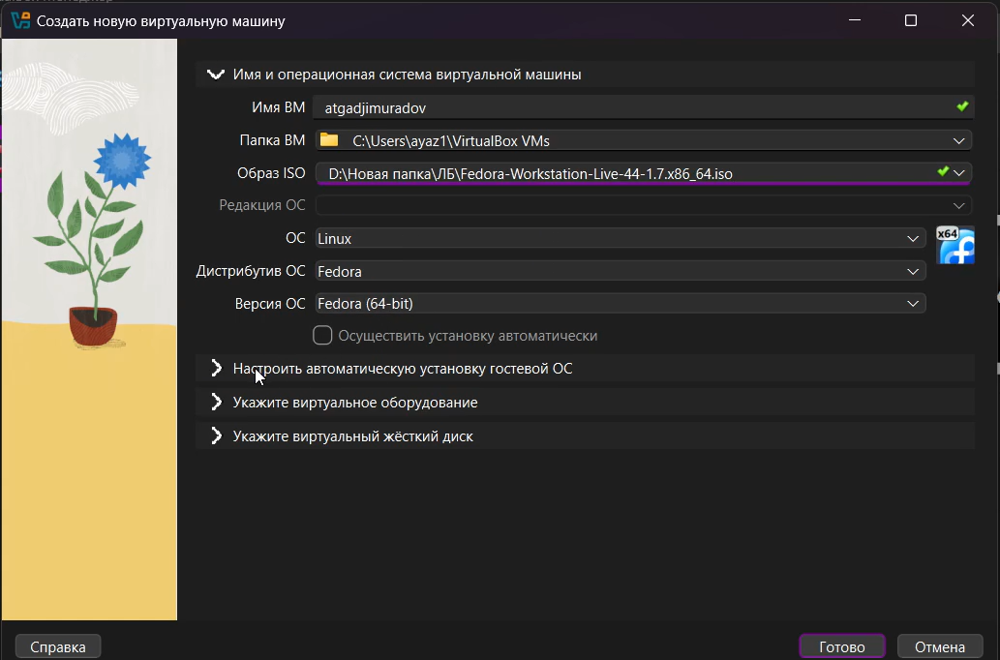 Создать новую виртуальную машину
Имя и операционная система виртуальной машины
Имя ВМ atgadjimuradov
Папка ВМ C:\Users\ayaz1\VirtualBox VMs
Образ ISO D:\Новая папка\ЛБ\Fedora-Workstation-Live-44-1.7.x86_64.iso
Редакция ОС
ОС Linux
x64
Дистрибутив ОС Fedora
Версия ОС Fedora (64-bit)
Осуществить установку автоматически
Настроить автоматическую установку гостевой ОС
Укажите виртуальное оборудование
Укажите виртуальный жёсткий диск
Справка Готово Отмена